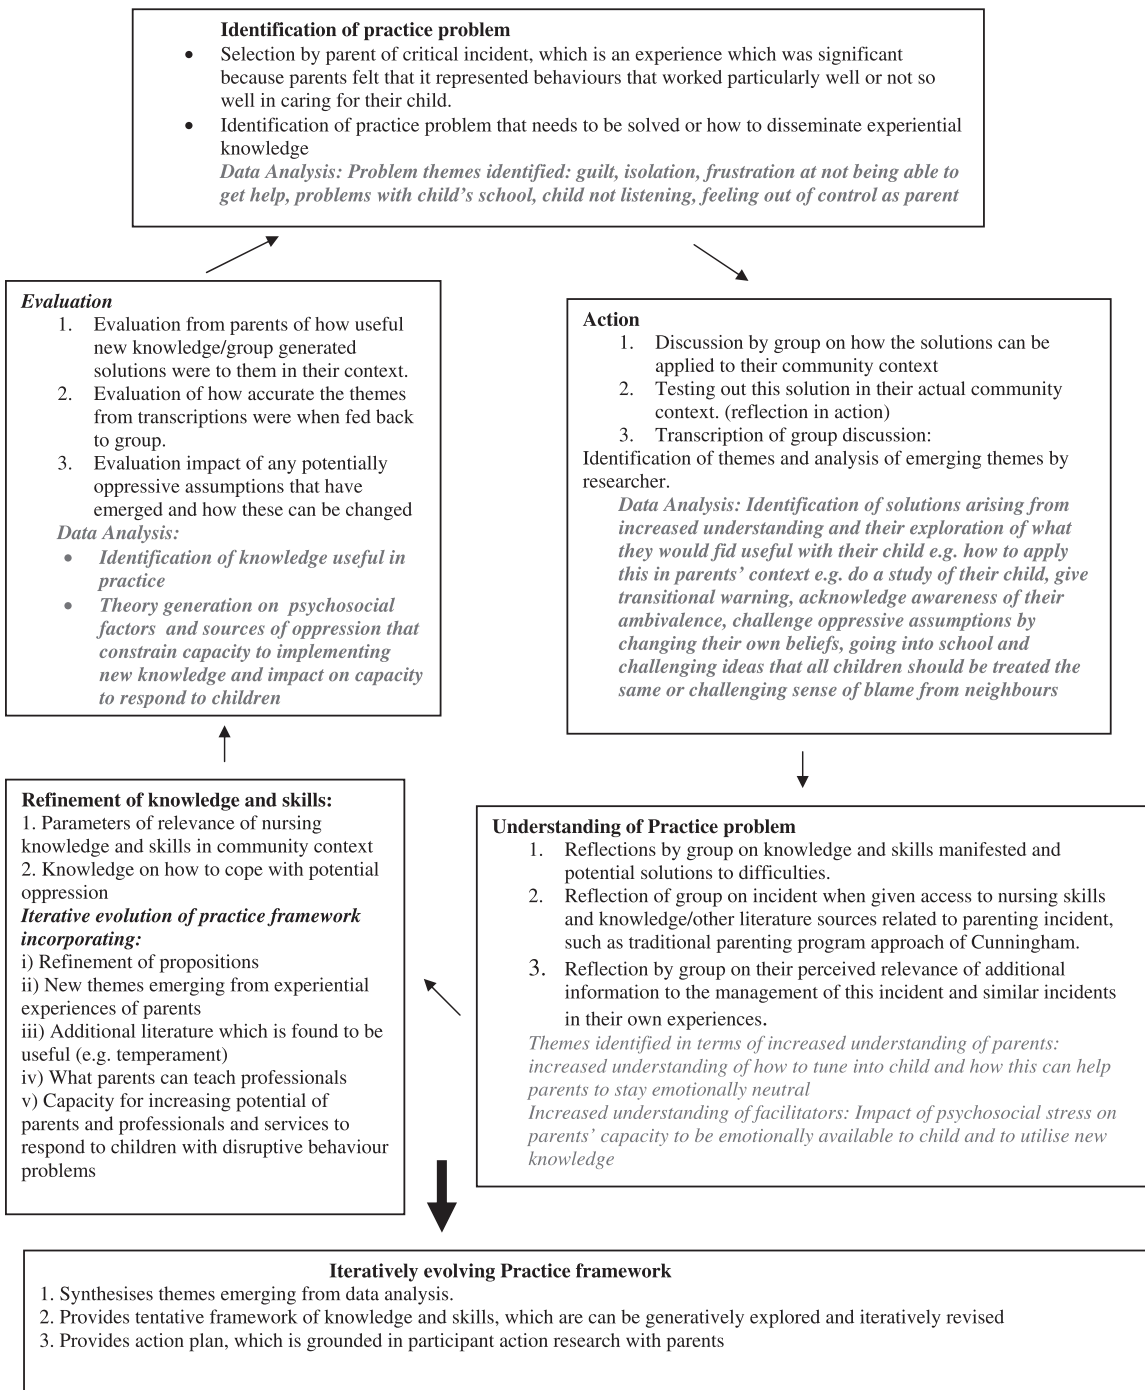 Identification of practice problem
• Selection by parent of critical incident, which is an experience which was significant
because parents felt that it represented behaviours that worked particularly well or not so
well in caring for their child.
• Identification of practice problem that needs to be solved or how to disseminate experiential
knowledge
Data Analysis: Problem themes identified: guilt, isolation, frustration at not being able to
get help, problems with child's school, child not listening, feeling out of control as parent
Evaluation
1. Evaluation from parents of how useful
new knowledge/group generated
solutions were to them in their context.
2. Evaluation of how accurate the themes
from transcriptions were when fed back
to group.
3. Evaluation impact of any potentially
oppressive assumptions that have
emerged and how these can be changed
Data Analysis:
• Identification of knowledge useful in
practice
• Theory generation on psychosocial
factors and sources of oppression that
constrain capacity to implementing
new knowledge and impact on capacity
to respond to children
Action
1. Discussion by group on how the solutions can be
applied to their community context
2. Testing out this solution in their actual community
context. (reflection in action)
3. Transcription of group discussion:
Identification of themes and analysis of emerging themes by
researcher.
Data Analysis: Identification of solutions arising from
increased understanding and their exploration of what
they would fid useful with their child e.g. how to apply
this in parents' context e.g. do a study of their child, give
transitional warning, acknowledge awareness of their
ambivalence, challenge oppressive assumptions by
changing their own beliefs, going into school and
challenging ideas that all children should be treated the
same or challenging sense of blame from neighbours
Refinement of knowledge and skills:
1. Parameters of relevance of nursing
knowledge and skills in community context
2. Knowledge on how to cope with potential
oppression
Iterative evolution of practice framework
incorporating:
i) Refinement of propositions
ii) New themes emerging from experiential
experiences of parents
iii) Additional literature which is found to be
useful (e.g. temperament)
iv) What parents can teach professionals
v) Capacity for increasing potential of
parents and professionals and services to
respond to children with disruptive behaviour
problems
Understanding of Practice problem
1. Reflections by group on knowledge and skills manifested and
potential solutions to difficulties.
2. Reflection of group on incident when given access to nursing skills
and knowledge/other literature sources related to parenting incident,
such as traditional parenting program approach of Cunningham.
3. Reflection by group on their perceived relevance of additional
information to the management of this incident and similar incidents
in their own experiences.
Themes identified in terms of increased understanding of parents:
increased understanding of how to tune into child and how this can help
parents to stay emotionally neutral
Increased understanding of facilitators: Impact of psychosocial stress on
parents' capacity to be emotionally available to child and to utilise new
knowledge
Iteratively evolving Practice framework
1. Synthesises themes emerging from data analysis.
2. Provides tentative framework of knowledge and skills, which are can be generatively explored and iteratively revised
3. Provides action plan, which is grounded in participant action research with parents